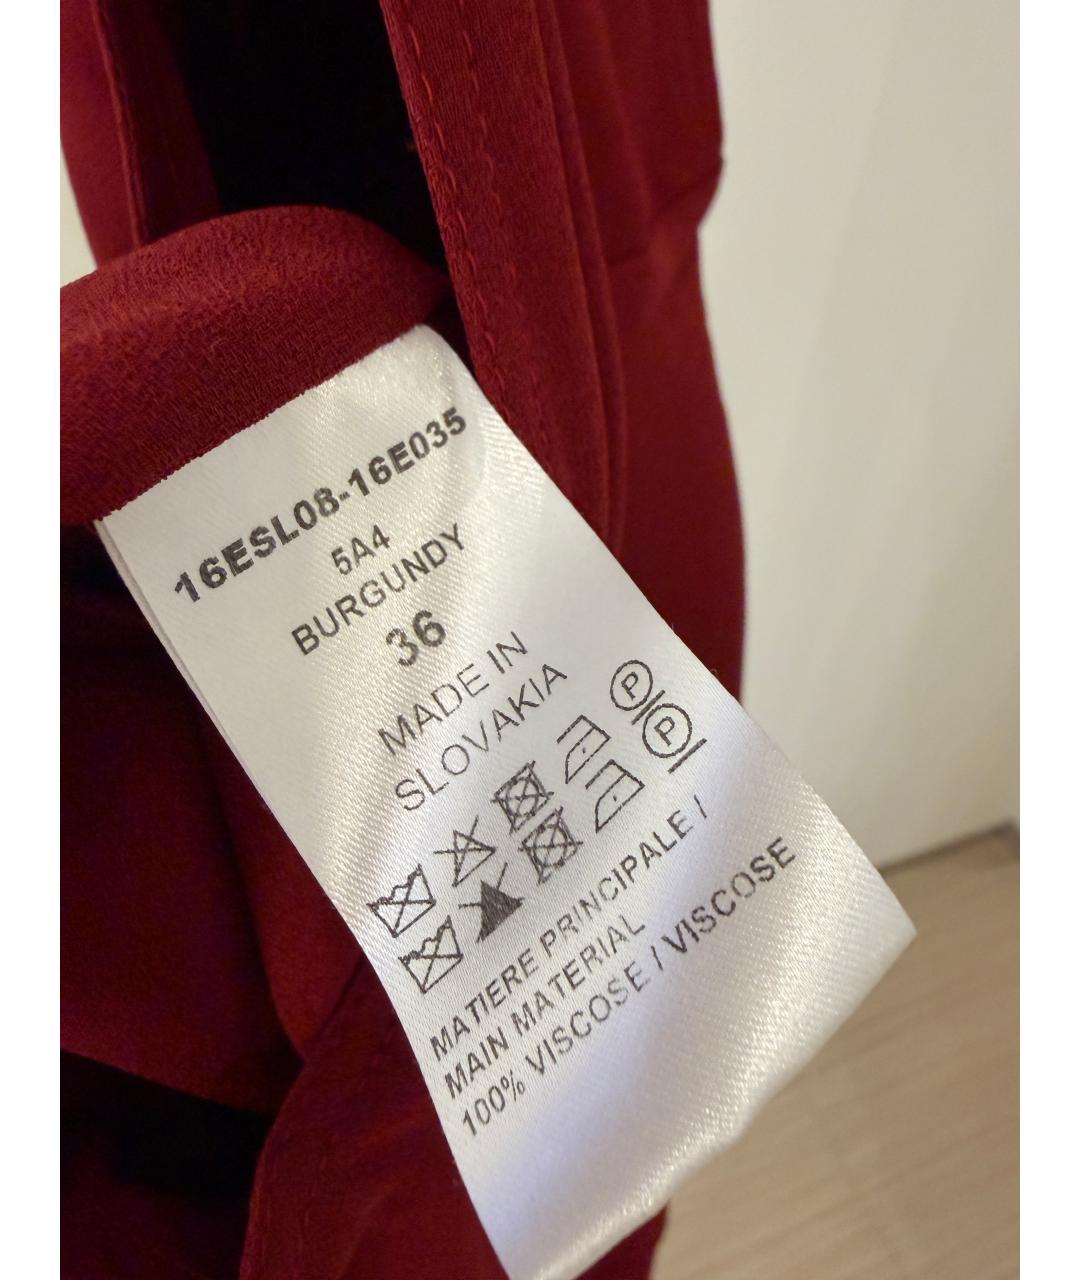 16ESL08-16E035
5A4
BURGUNDY
36
MADE IN
SLOVAKIA
P
P
MATIERE PRINCIPALE /
MAIN MATERIAL
100% VISCOSE / VISCOSE